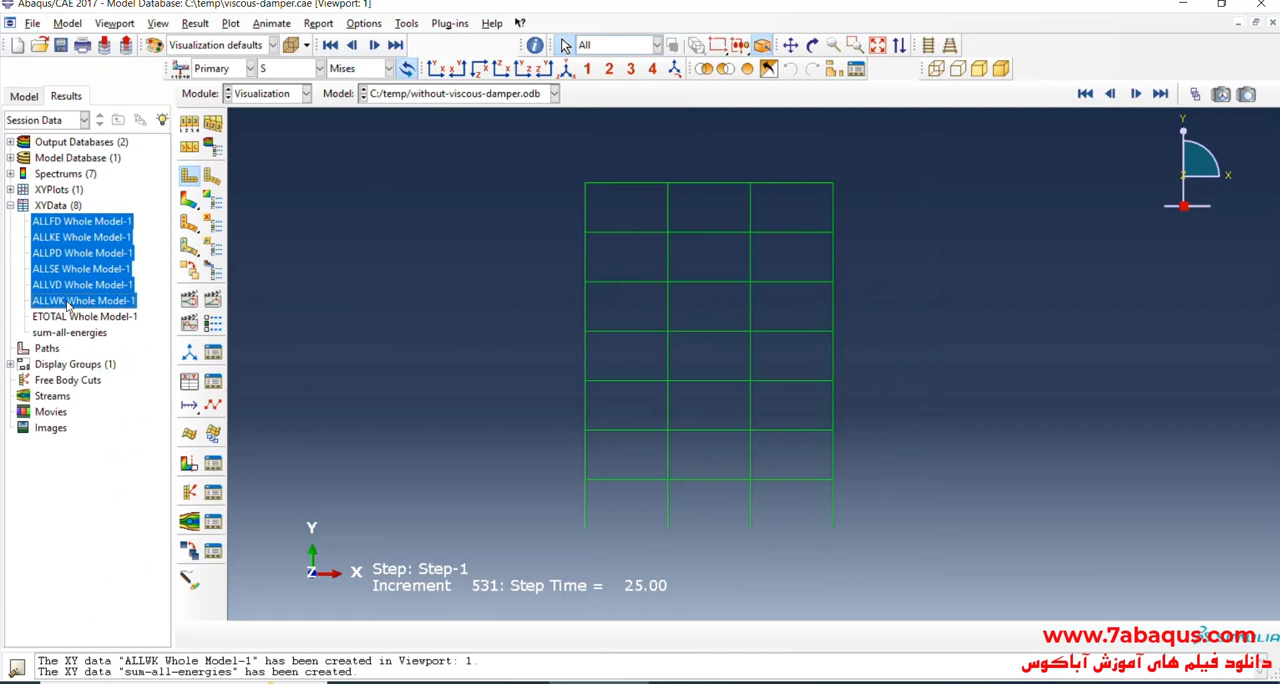 Abaqus/CAE 2017 - Model Database: C:\temp\viscous-damper.cae [Viewport: 1]
File Model Viewport View Result Plot Animate Report Options Tools Plug-ins Help
Visualization defaults All
Primary S Mises 1 2 3 4
Model Results Module: Visualization Model: C:/temp/without-viscous-damper.odb
Session Data
Output Databases (2)
Model Database (1)
Spectrums (7)
XYPlots (1)
XYData (8)
ALLFD Whole Model-1
ALLKE Whole Model-1
ALLPD Whole Model-1
ALLSE Whole Model-1
ALLVD Whole Model-1
ALLWK Whole Model-1
ETOTAL Whole Model-1
sum-all-energies
Paths
Display Groups (1)
Free Body Cuts
Streams
Movies
Images
Y
X
Z
Y
X
Z
Step: Step-1
Increment 531: Step Time = 25.00
www.7abaqus.com
دانلود فیلم های آموزش آباکوس
The XY data "ALLWK Whole Model-1" has been created in Viewport: 1.
The XY data "sum-all-energies" has been created.